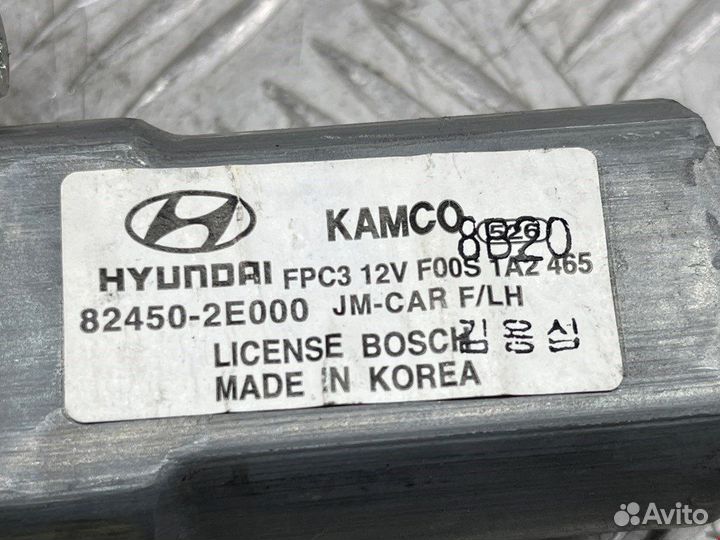 KAMCO 8B20
526
HYUNDAI FPC3 12V F00S 1A2 465
82450-2E000 JM-CAR F/LH
LICENSE BOSCH 김용섭
MADE IN KOREA
Avito